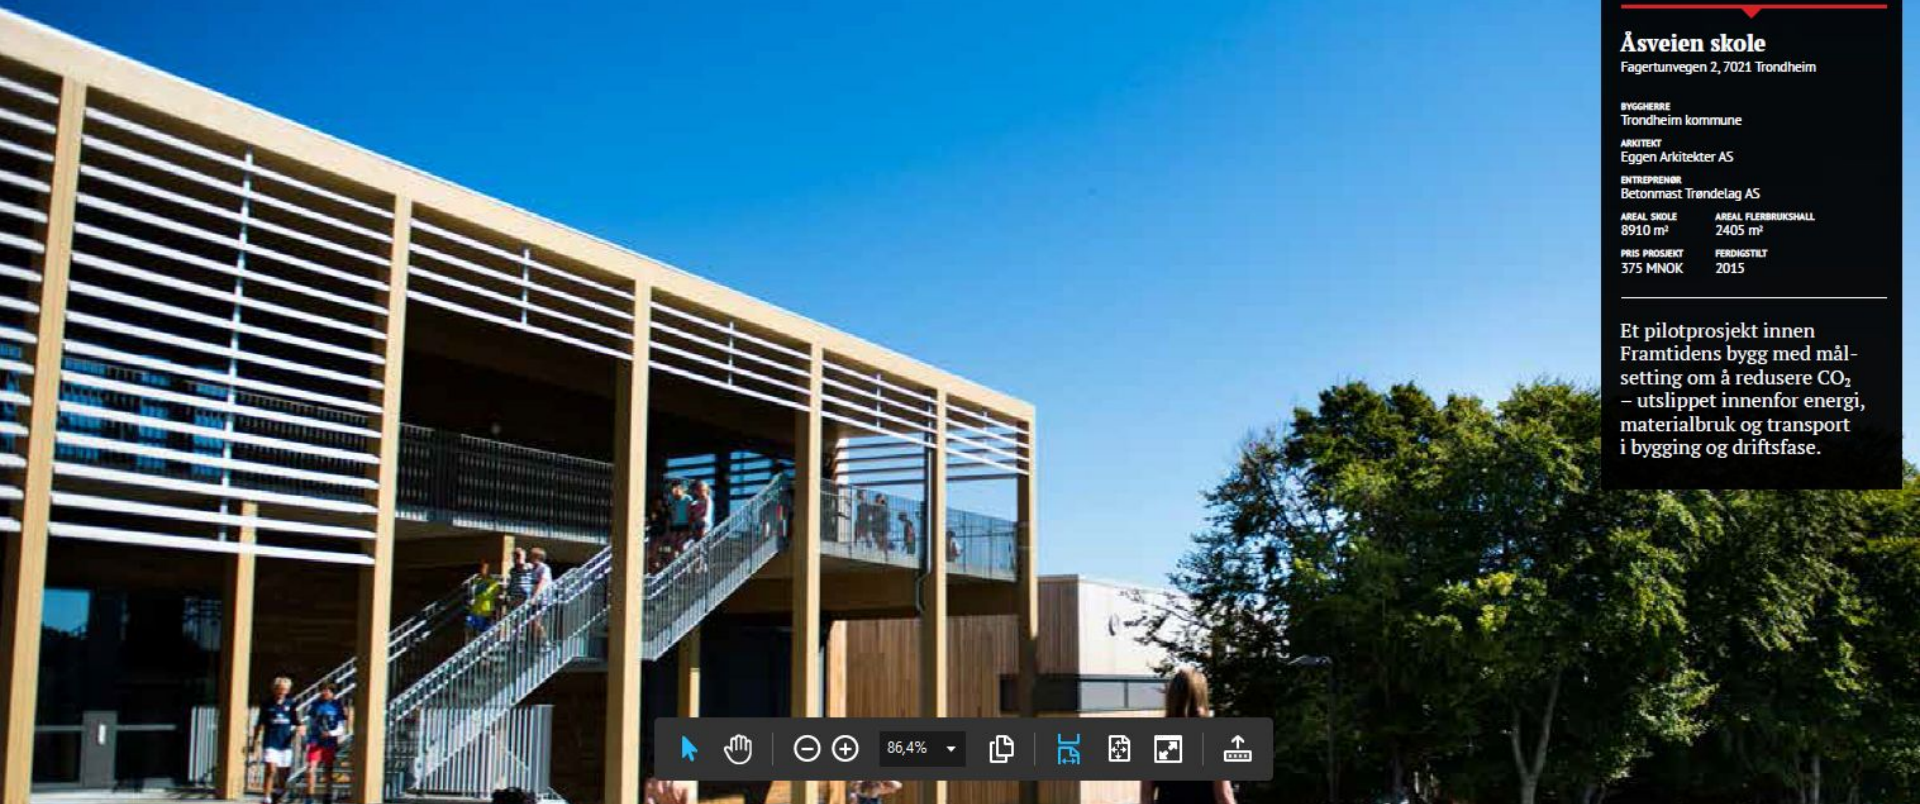 Åsveien skole
Fagertunvegen 2, 7021 Trondheim
BYGGHERRE
Trondheim kommune
ARKITEKT
Eggen Arkitekter AS
ENTREPRENØR
Betonmast Trøndelag AS
AREAL SKOLE AREAL FLERBRUKSHALL
8910 m² 2405 m²
PRIS PROSJEKT FERDIGSTILT
375 MNOK 2015
Et pilotprosjekt innen
Framtidens bygg med mål-
setting om å redusere CO₂
– utslippet innenfor energi,
materialbruk og transport
i bygging og driftsfase.
86,4%